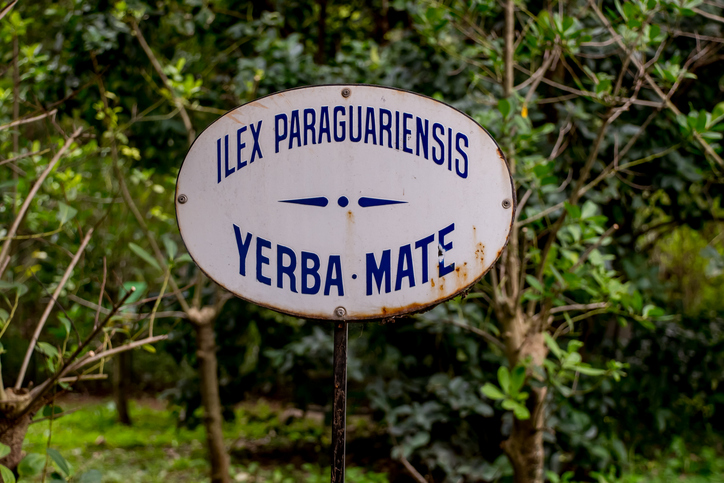 ILEX PARAGUARIENSIS
YERBA·MATE